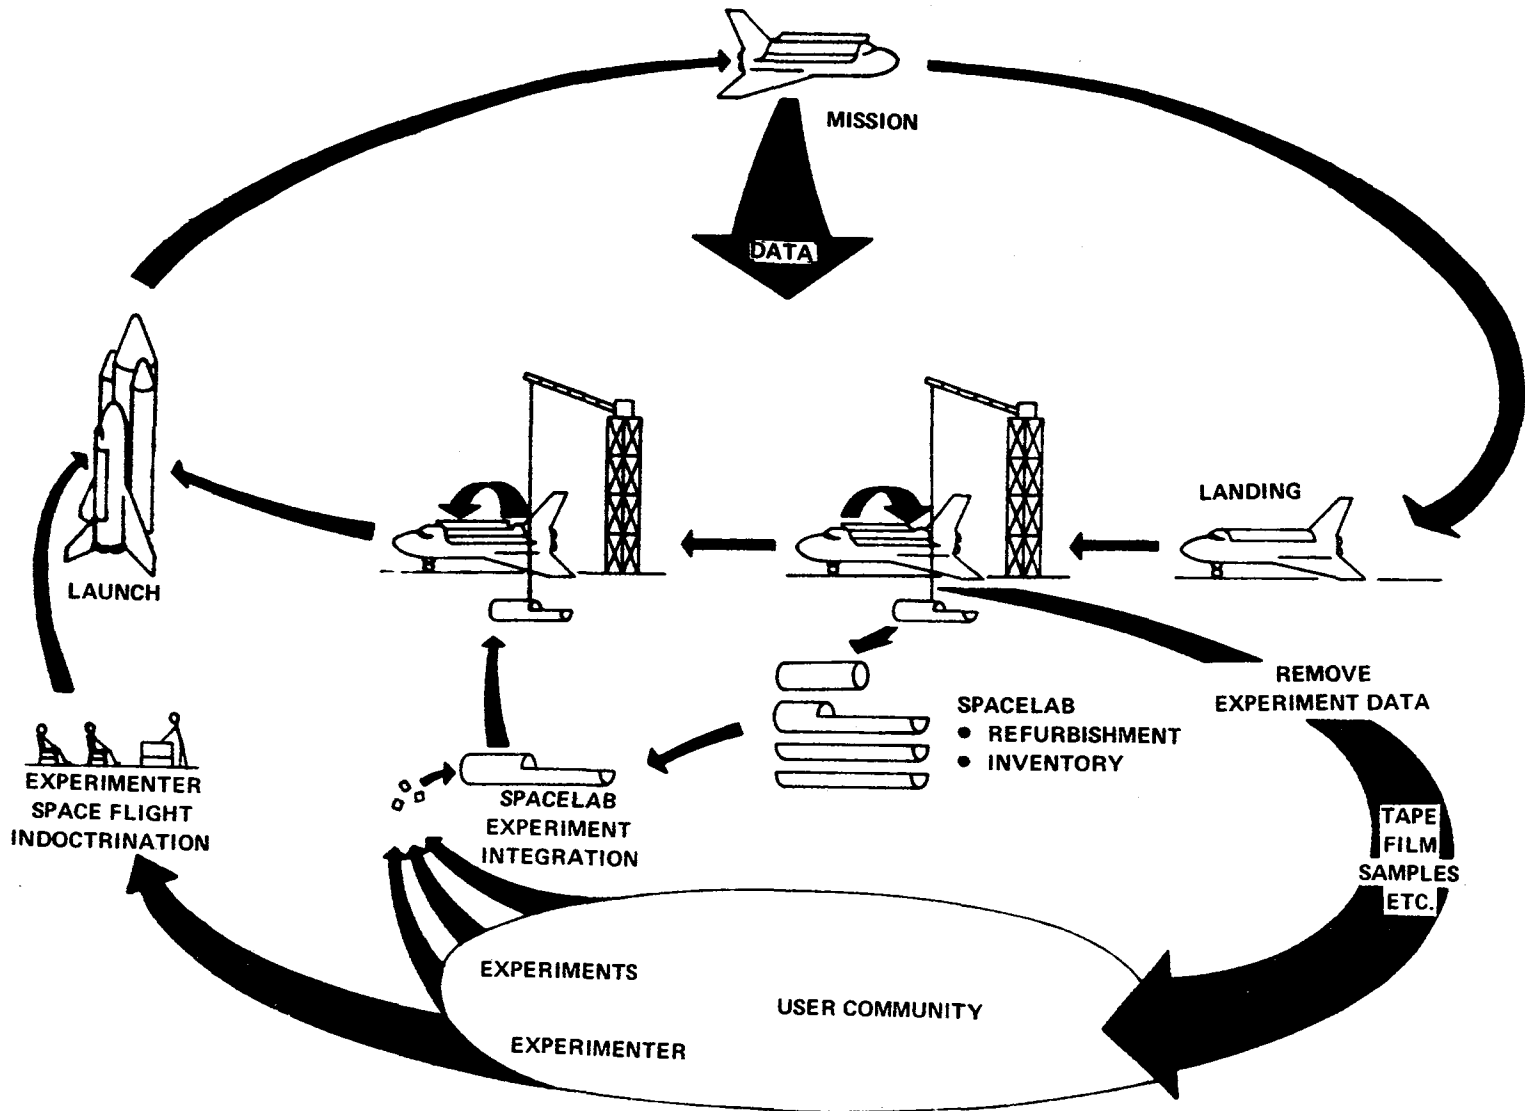 MISSION
DATA
LANDING
LAUNCH
REMOVE
EXPERIMENT DATA
SPACELAB
● REFURBISHMENT
● INVENTORY
EXPERIMENTER
SPACE FLIGHT
INDOCTRINATION
SPACELAB
EXPERIMENT
INTEGRATION
TAPE
FILM
SAMPLES
ETC.
EXPERIMENTS
USER COMMUNITY
EXPERIMENTER